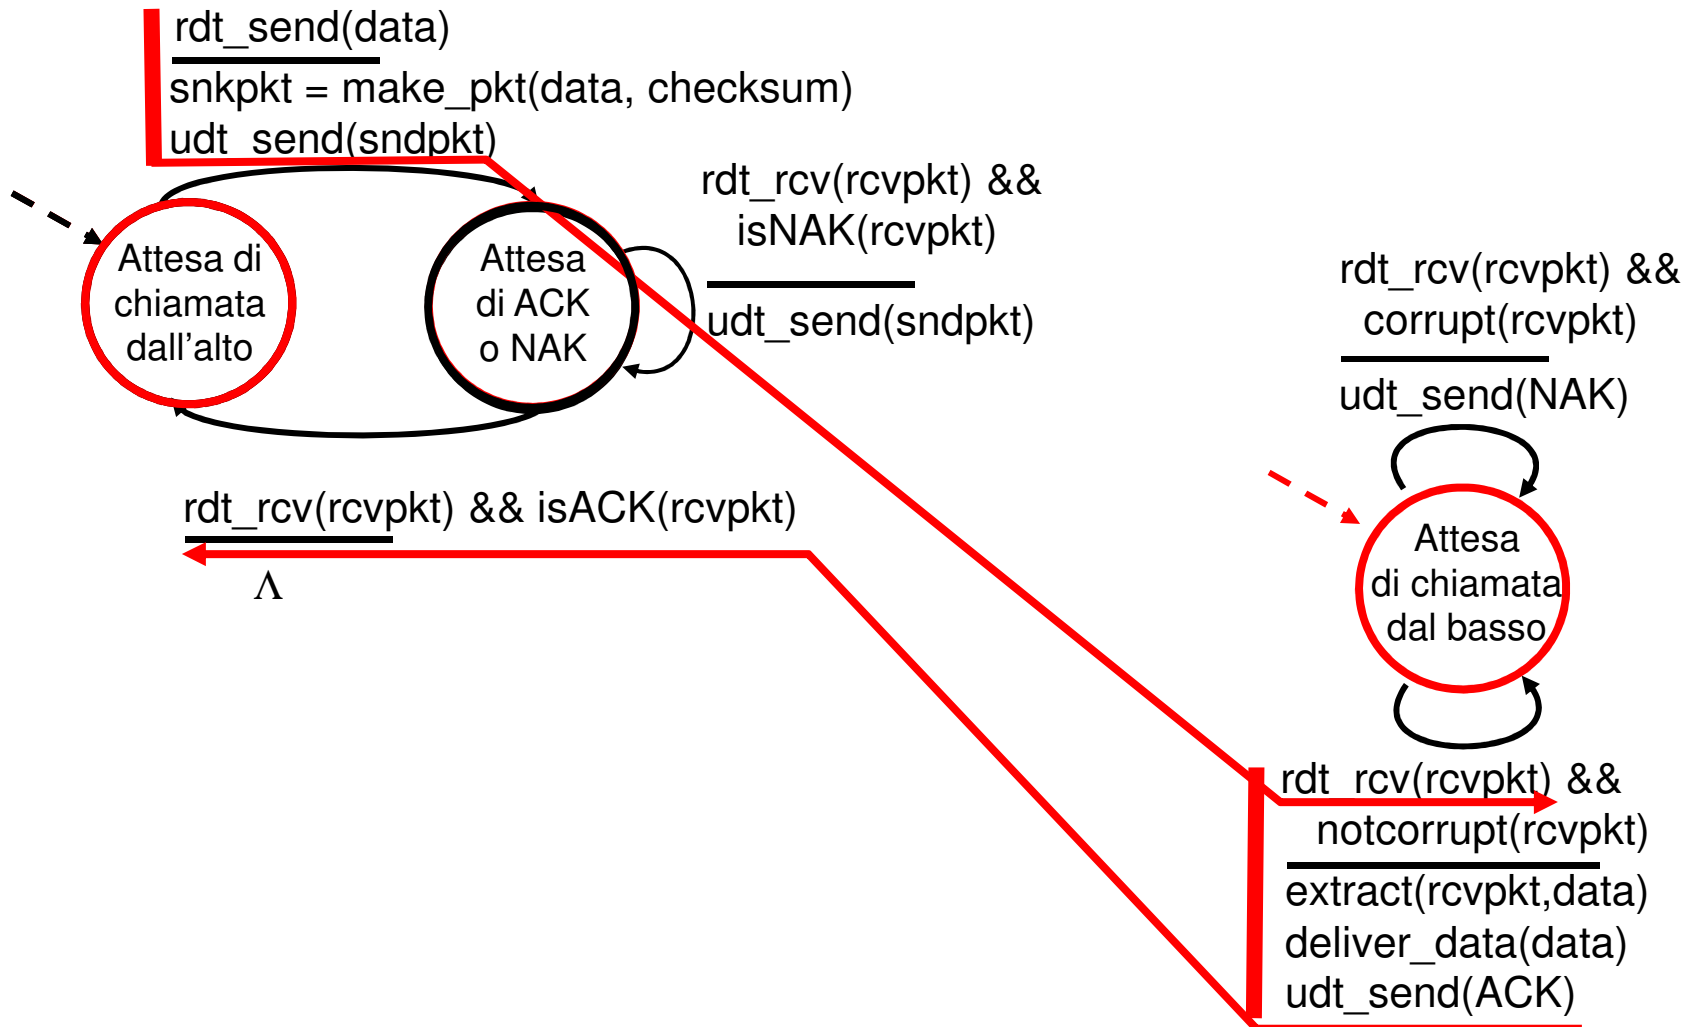 rdt_send(data)
snkpkt = make_pkt(data, checksum)
udt_send(sndpkt)
rdt_rcv(rcvpkt) &&
isNAK(rcvpkt)
udt_send(sndpkt)
Attesa di
chiamata
dall'alto
Attesa
di ACK
o NAK
rdt_rcv(rcvpkt) && isACK(rcvpkt)
Λ
rdt_rcv(rcvpkt) &&
corrupt(rcvpkt)
udt_send(NAK)
Attesa
di chiamata
dal basso
rdt_rcv(rcvpkt) &&
notcorrupt(rcvpkt)
extract(rcvpkt,data)
deliver_data(data)
udt_send(ACK)